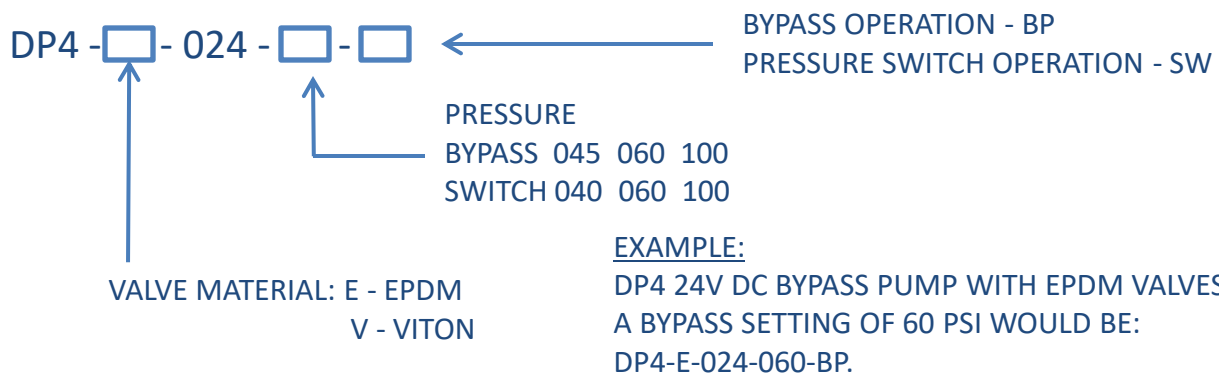 DP4 - - 024 - -
BYPASS OPERATION - BP
PRESSURE SWITCH OPERATION - SW
PRESSURE
BYPASS 045 060 100
SWITCH 040 060 100
VALVE MATERIAL: E - EPDM
V - VITON
EXAMPLE:
DP4 24V DC BYPASS PUMP WITH EPDM VALVES
A BYPASS SETTING OF 60 PSI WOULD BE:
DP4-E-024-060-BP.